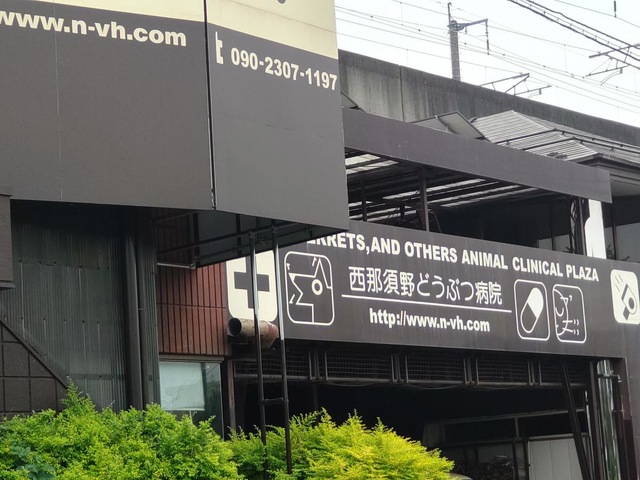 www.n-vh.com
t 090-2307-1197
ERRETS,AND OTHERS ANIMAL CLINICAL PLAZA
西那須野どうぶつ病院
http://www.n-vh.com